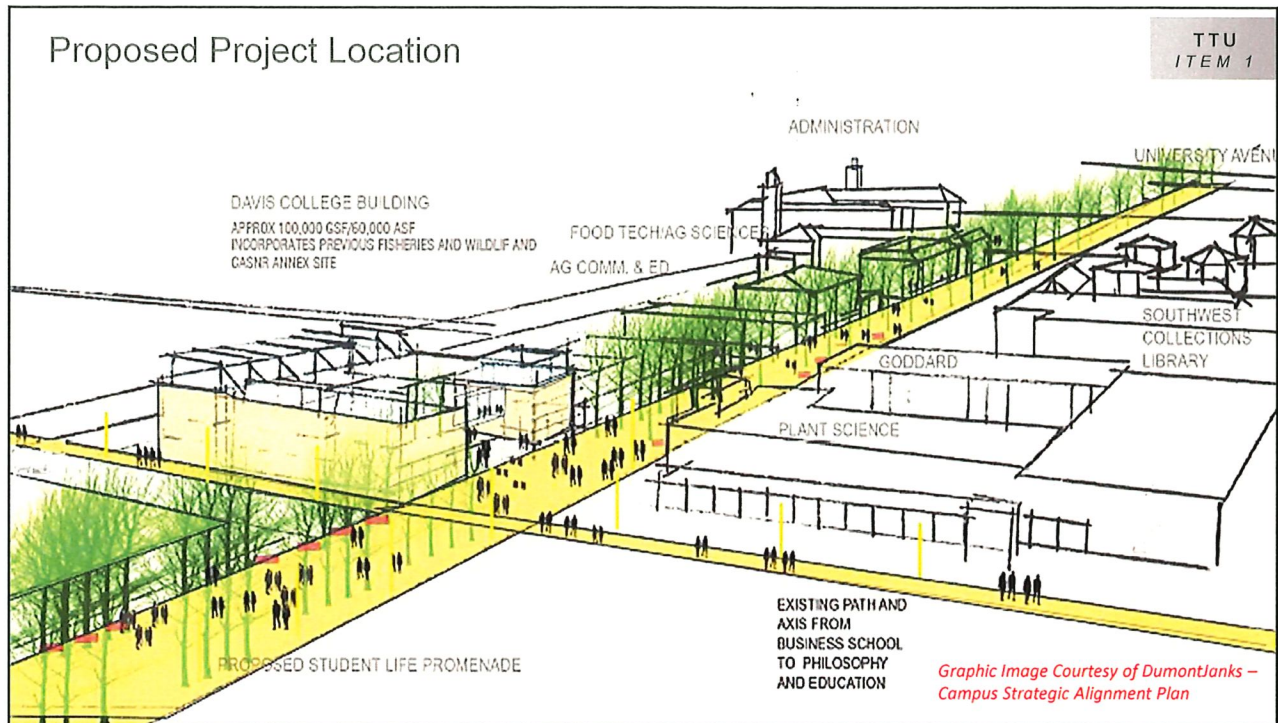 Proposed Project Location
TTU
ITEM 1
ADMINISTRATION
UNIVERSITY AVENU
DAVIS COLLEGE BUILDING
APPROX 100,000 GSF/60,000 ASF
INCORPORATES PREVIOUS FISHERIES AND WILDLIF AND
CASNR ANNEX SITE
FOOD TECH/AG SCIENCES
AG COMM. & ED
SOUTHWEST
COLLECTIONS
LIBRARY
GODDARD
PLANT SCIENCE
EXISTING PATH AND
AXIS FROM
BUSINESS SCHOOL
TO PHILOSOPHY
AND EDUCATION
PROPOSED STUDENT LIFE PROMENADE
Graphic Image Courtesy of DumontJanks –
Campus Strategic Alignment Plan